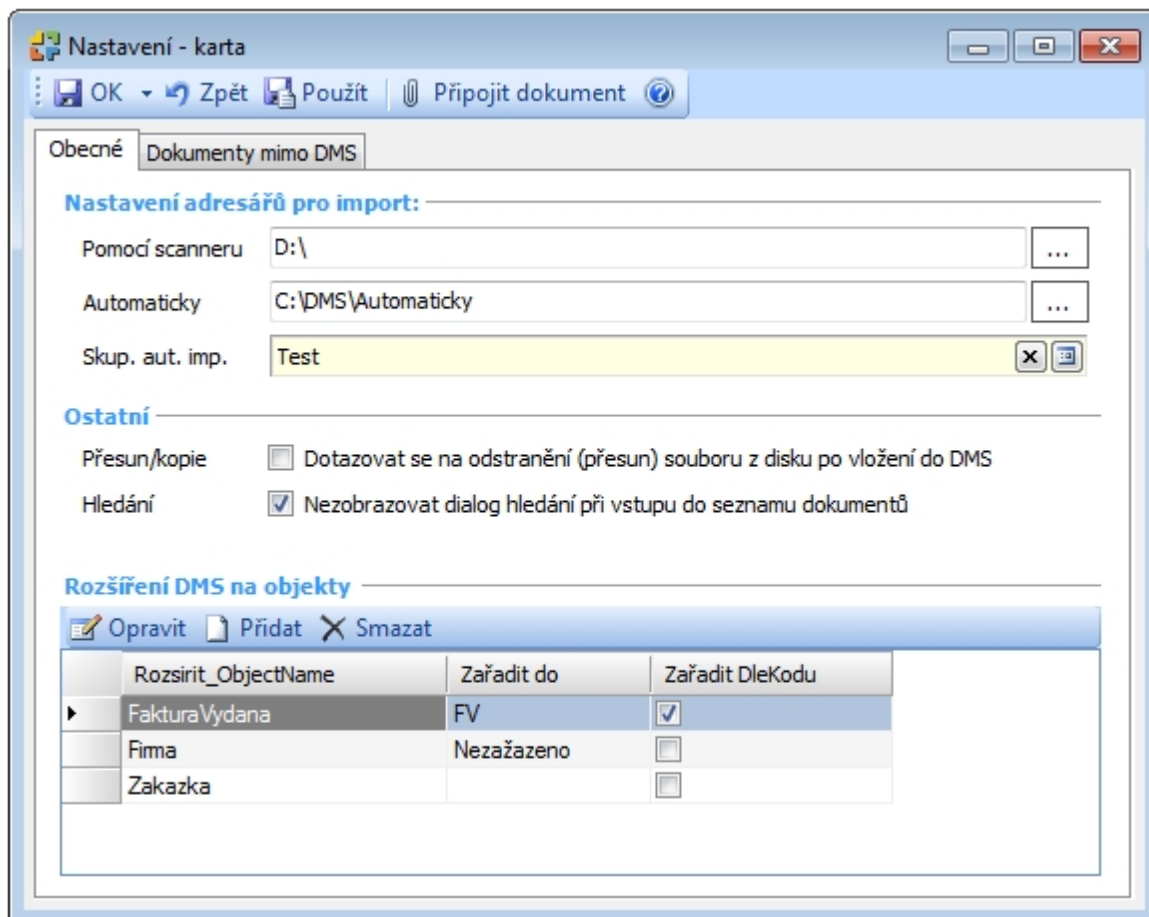 Nastavení - karta
OK Zpět Použít Připojit dokument
Obecné Dokumenty mimo DMS
Nastavení adresářů pro import:
Pomocí scanneru D:\ ...
Automaticky C:\DMS\Automaticky ...
Skup. aut. imp. Test
Ostatní
Přesun/kopie Dotazovat se na odstranění (přesun) souboru z disku po vložení do DMS
Hledání Nezobrazovat dialog hledání při vstupu do seznamu dokumentů
Rozšíření DMS na objekty
Opravit Přidat Smazat
Rozsirit_ObjectName Zařadit do Zařadit DleKodu
FakturaVydana FV
Firma Nezažazeno
Zakazka